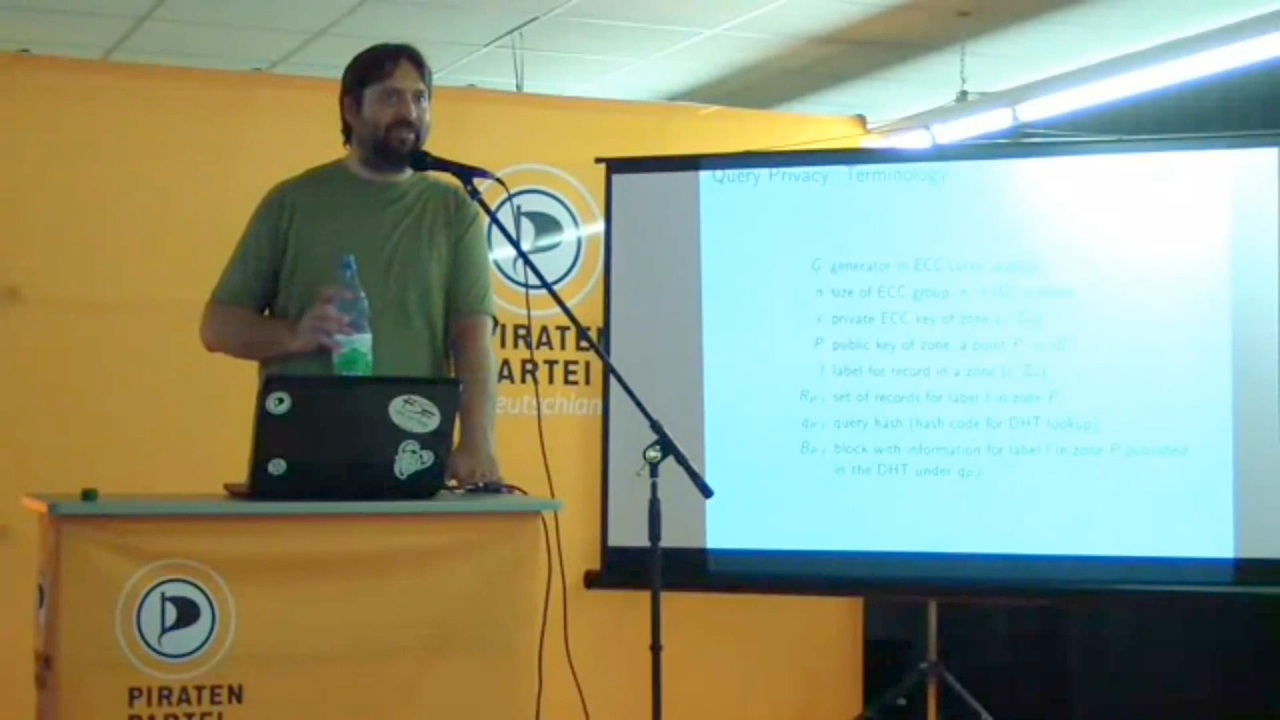 Query Privacy: Terminology
G generator in ECC curve, a point
n size of ECC group,
private ECC key of zone
P public key of zone, a point P
l label for record in a zone
set of records for label l in zone P
query hash (hash code for DHT lookup)
block with information for label l in zone P published
in the DHT under
PIRATEN
PARTEI
Deutschland
PIRATEN
PARTEI